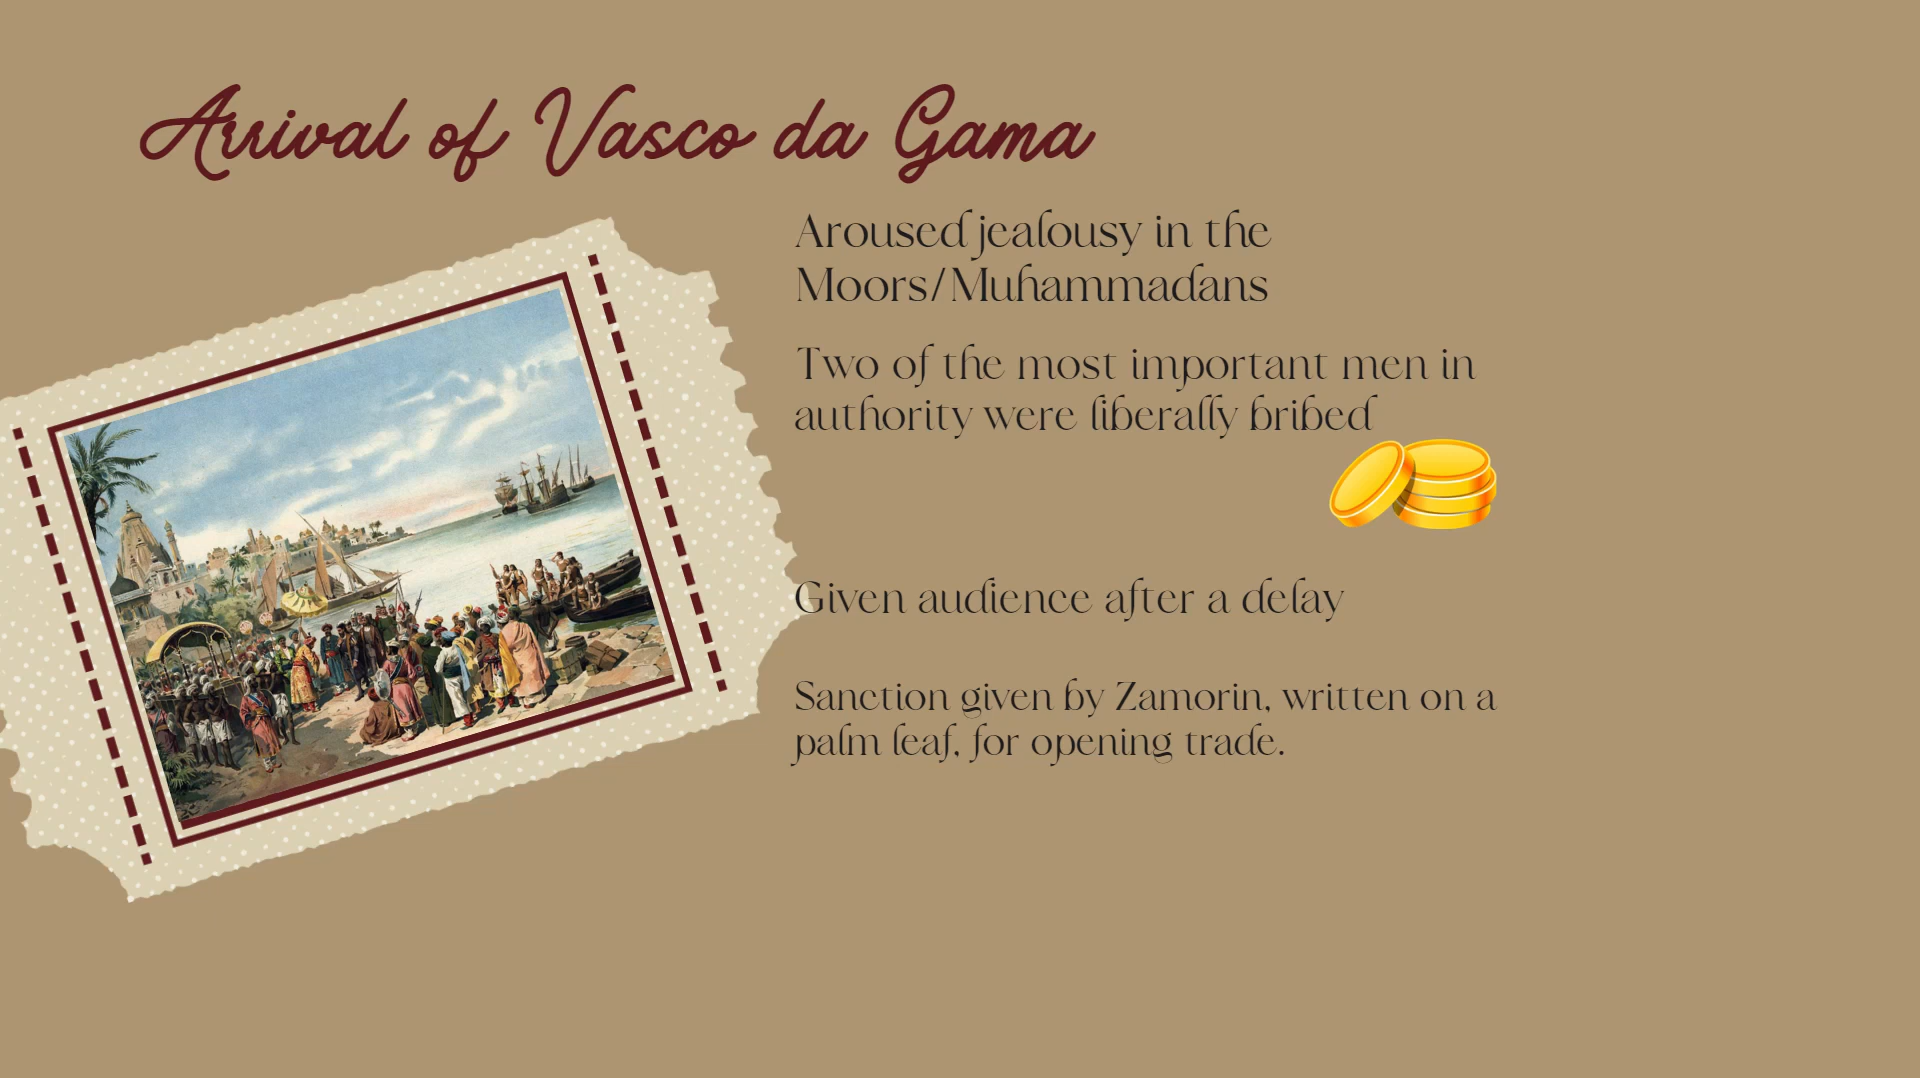 Arrival of Vasco da Gama
Aroused jealousy in the
Moors/Muhammadans
Two of the most important men in
authority were liberally bribed
Given audience after a delay
Sanction given by Zamorin, written on a
palm leaf, for opening trade.